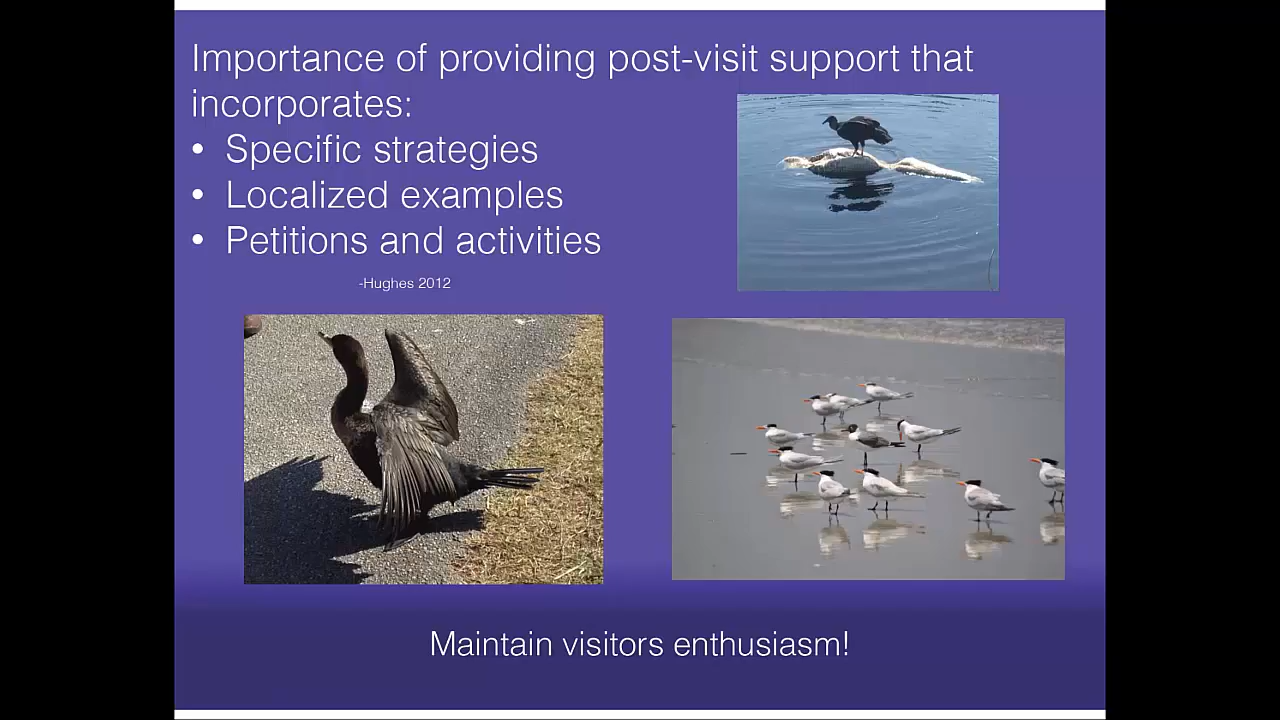 Importance of providing post-visit support that
incorporates:
• Specific strategies
• Localized examples
• Petitions and activities
-Hughes 2012
Maintain visitors enthusiasm!